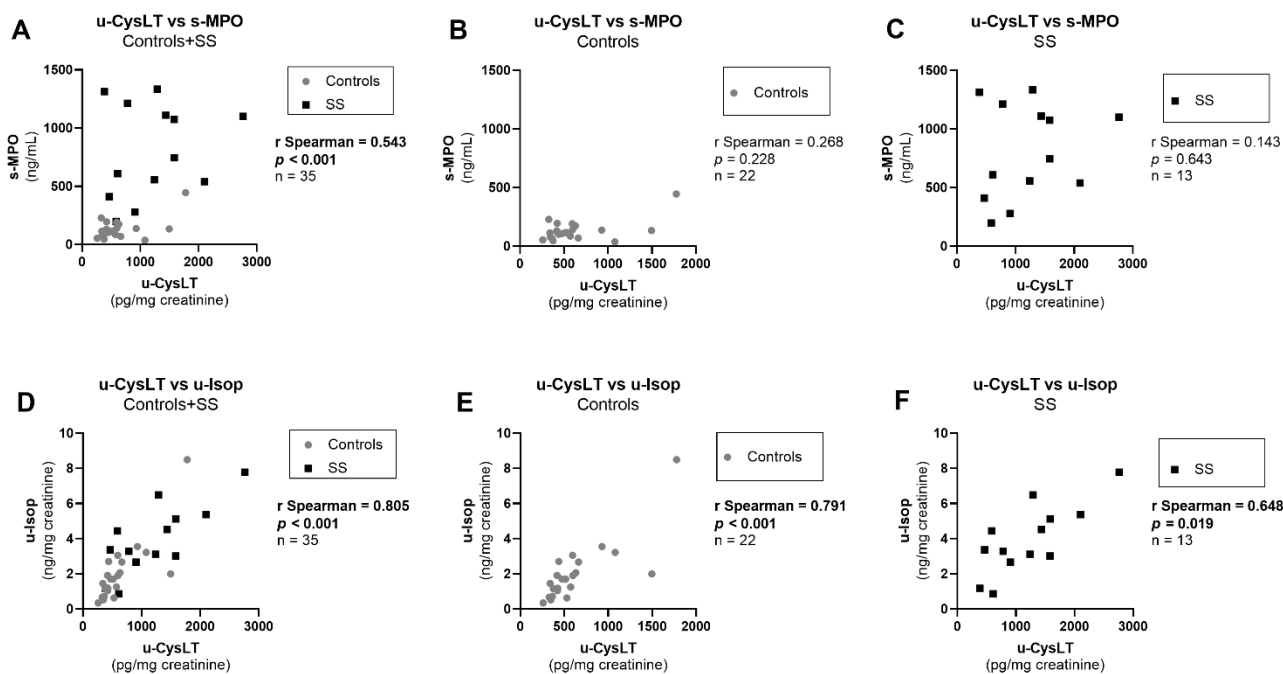 A
u-CysLT vs s-MPO
Controls+SS
1500
1000
500
0
s-MPO
(ng/mL)
0 1000 2000 3000
u-CysLT
(pg/mg creatinine)
Controls
SS
r Spearman = 0.543
p < 0.001
n = 35
B
u-CysLT vs s-MPO
Controls
1500
1000
500
0
s-MPO
(ng/mL)
0 500 1000 1500 2000
u-CysLT
(pg/mg creatinine)
Controls
r Spearman = 0.268
p = 0.228
n = 22
C
u-CysLT vs s-MPO
SS
1500
1000
500
0
s-MPO
(ng/mL)
0 1000 2000 3000
u-CysLT
(pg/mg creatinine)
SS
r Spearman = 0.143
p = 0.643
n = 13
D
u-CysLT vs u-Isop
Controls+SS
10
8
6
4
2
0
u-Isop
(ng/mg creatinine)
0 1000 2000 3000
u-CysLT
(pg/mg creatinine)
Controls
SS
r Spearman = 0.805
p < 0.001
n = 35
E
u-CysLT vs u-Isop
Controls
10
8
6
4
2
0
u-Isop
(ng/mg creatinine)
0 500 1000 1500 2000
u-CysLT
(pg/mg creatinine)
Controls
r Spearman = 0.791
p < 0.001
n = 22
F
u-CysLT vs u-Isop
SS
10
8
6
4
2
0
u-Isop
(ng/mg creatinine)
0 1000 2000 3000
u-CysLT
(pg/mg creatinine)
SS
r Spearman = 0.648
p = 0.019
n = 13